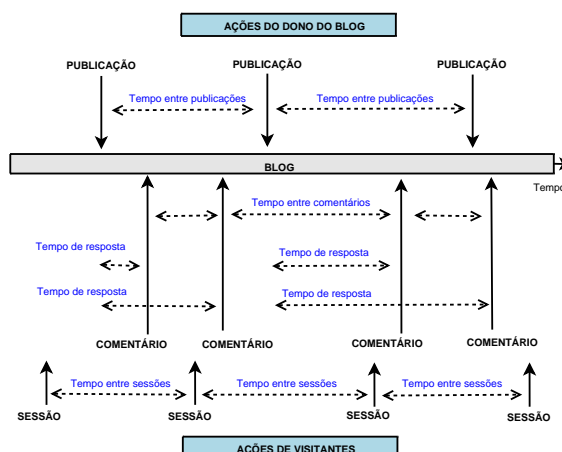 AÇÕES DO DONO DO BLOG
PUBLICAÇÃO PUBLICAÇÃO PUBLICAÇÃO
Tempo entre publicações Tempo entre publicações
BLOG
Tempo
Tempo entre comentários
Tempo de resposta Tempo de resposta
Tempo de resposta Tempo de resposta
COMENTÁRIO COMENTÁRIO COMENTÁRIO COMENTÁRIO
Tempo entre sessões Tempo entre sessões Tempo entre sessões
SESSÃO SESSÃO SESSÃO SESSÃO
AÇÕES DE VISITANTES